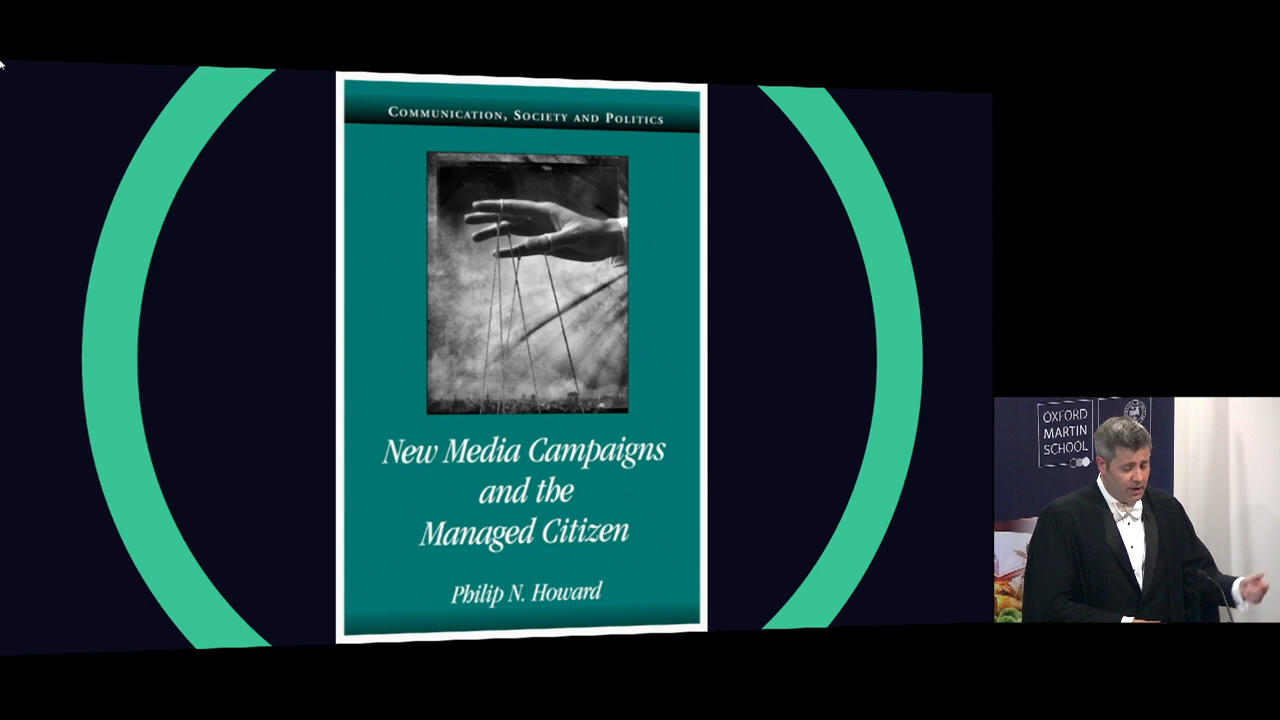 COMMUNICATION, SOCIETY AND POLITICS
New Media Campaigns
and the
Managed Citizen
Philip N. Howard
OXFORD
MARTIN
SCHOOL